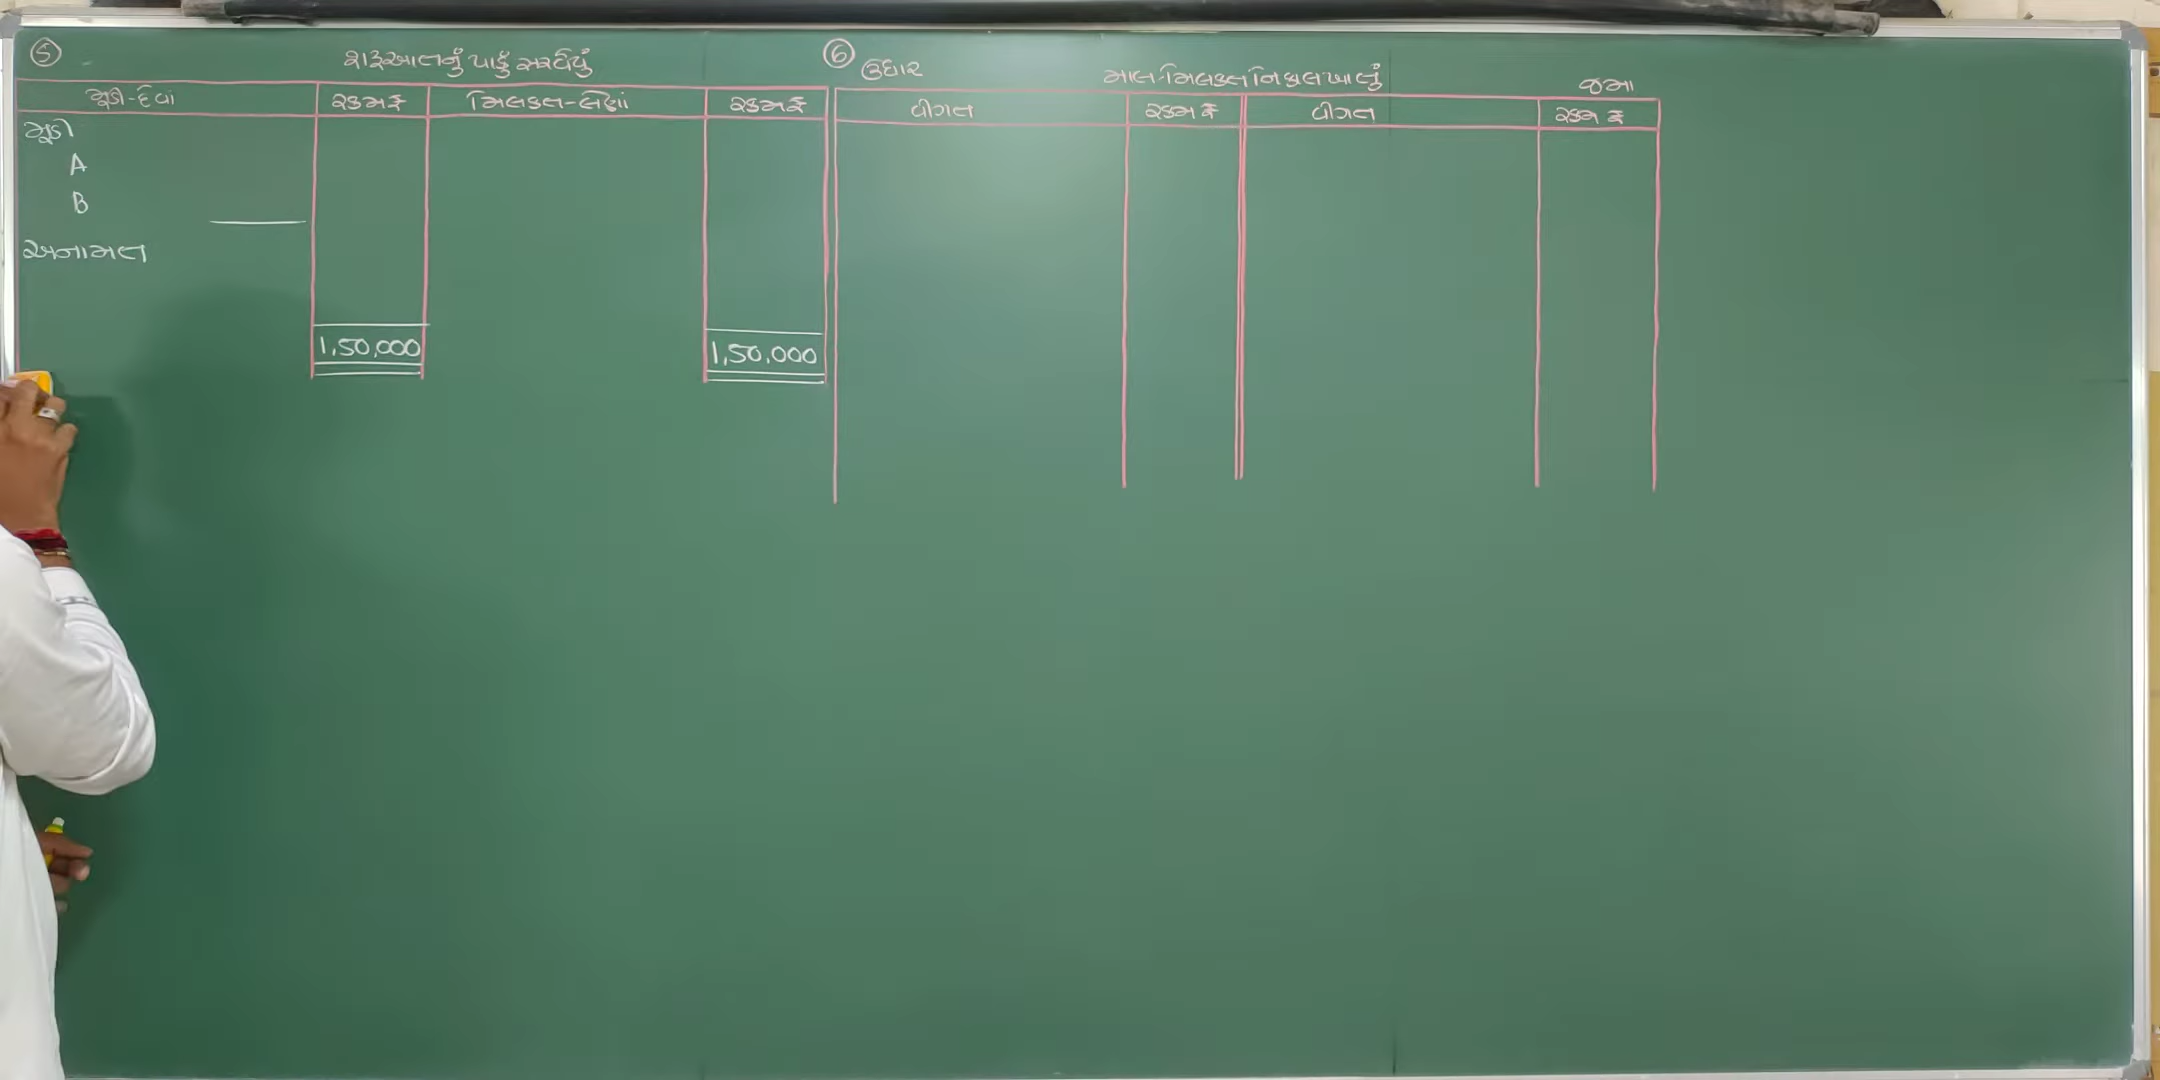 5 શરૂઆતનું પાકું સરવૈયું
મૂડી-દેવાં રકમ ₹ મિલકત-લેણાં રકમ ₹
મૂડી
A
B
અનામત
1,50,000 1,50,000
6 ઉધાર માલ-મિલકત નિકાલ ખાતું જમા
વીગત રકમ ₹ વીગત રકમ ₹